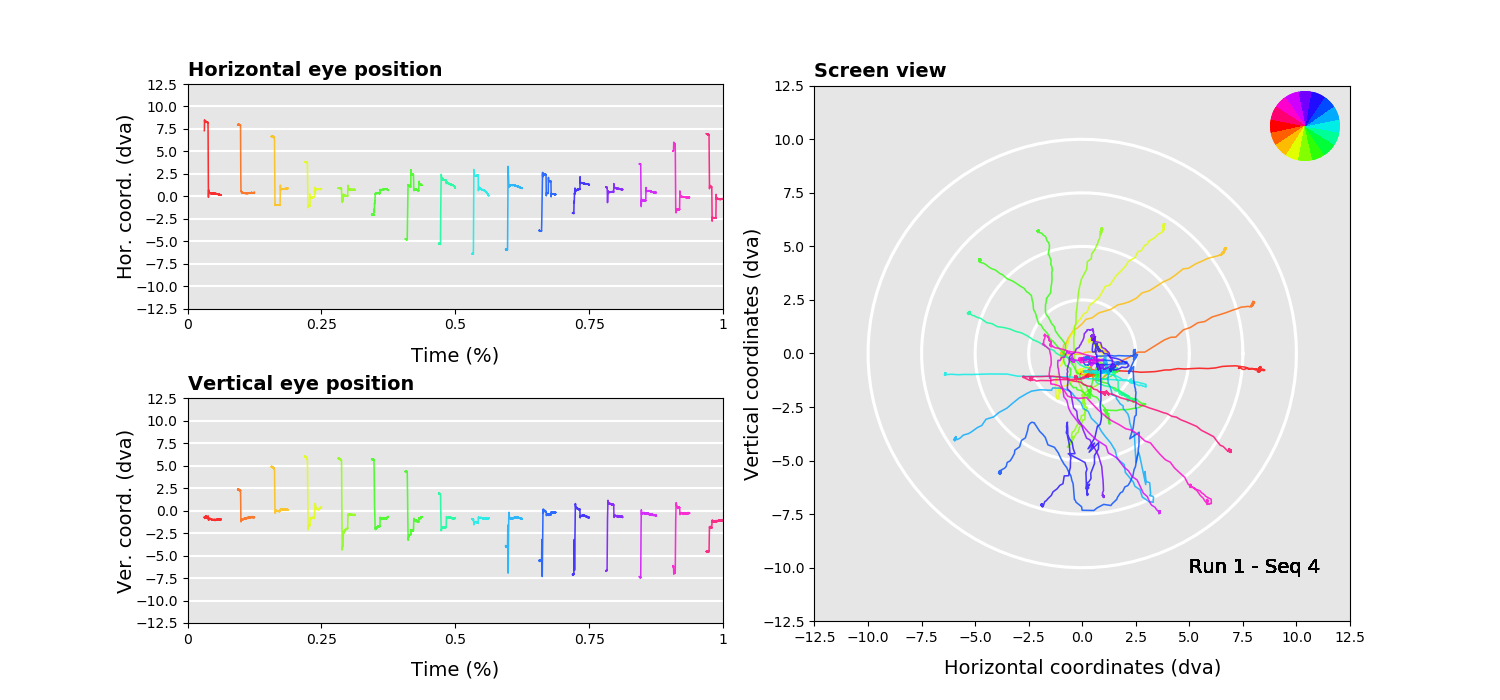 Horizontal eye position
Hor. coord. (dva)
12.5
10.0
7.5
5.0
2.5
0.0
−2.5
−5.0
−7.5
−10.0
−12.5
0 0.25 0.5 0.75 1
Time (%)
Vertical eye position
Ver. coord. (dva)
12.5
10.0
7.5
5.0
2.5
0.0
−2.5
−5.0
−7.5
−10.0
−12.5
0 0.25 0.5 0.75 1
Time (%)
Screen view
Vertical coordinates (dva)
12.5
10.0
7.5
5.0
2.5
0.0
−2.5
−5.0
−7.5
−10.0
−12.5
Run 1 - Seq 4
−12.5 −10.0 −7.5 −5.0 −2.5 0.0 2.5 5.0 7.5 10.0 12.5
Horizontal coordinates (dva)